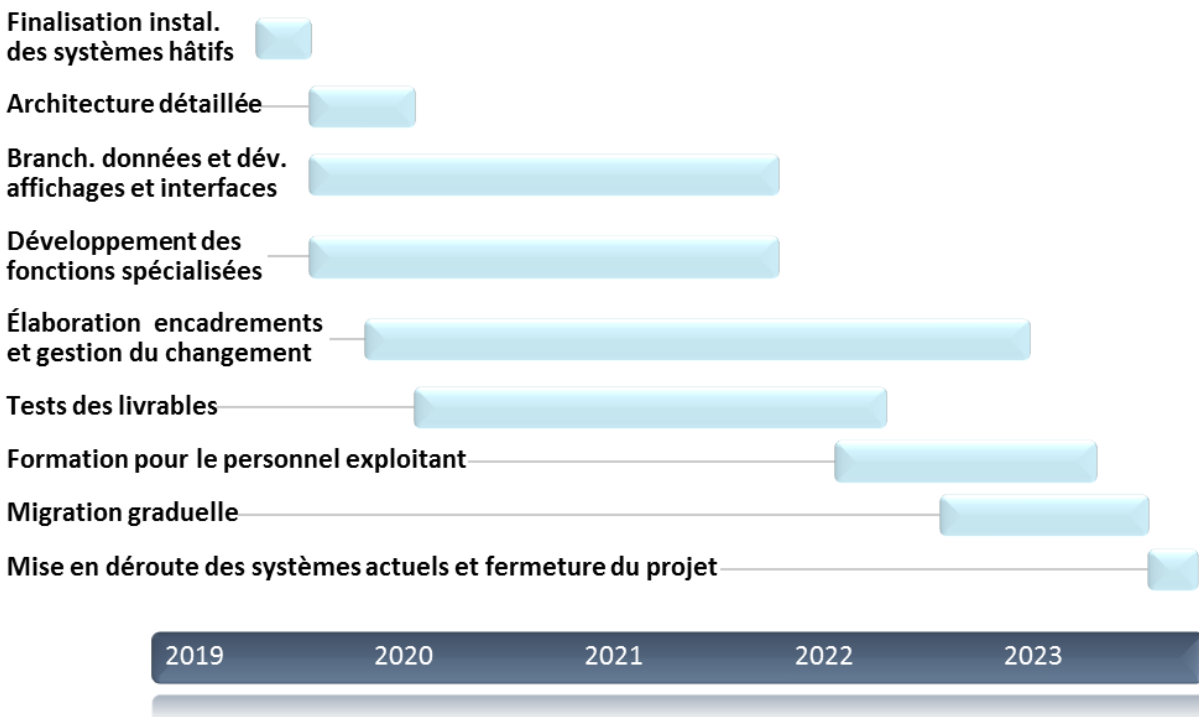 Finalisation instal.
des systèmes hâtifs
Architecture détaillée
Branch. données et dév.
affichages et interfaces
Développement des
fonctions spécialisées
Élaboration encadrements
et gestion du changement
Tests des livrables
Formation pour le personnel exploitant
Migration graduelle
Mise en déroute des systèmes actuels et fermeture du projet
2019 2020 2021 2022 2023